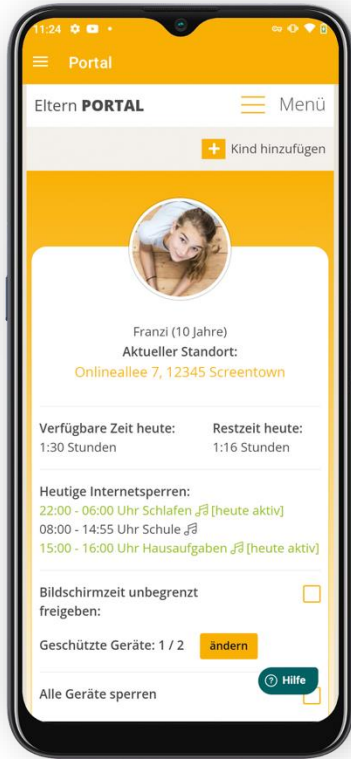 11:24
Portal
Eltern PORTAL
Menü
Kind hinzufügen
Franzi (10 Jahre)
Aktueller Standort:
Onlineallee 7, 12345 Screentown
Verfügbare Zeit heute: Restzeit heute:
1:30 Stunden 1:16 Stunden
Heutige Internetsperren:
22:00 - 06:00 Uhr Schlafen [heute aktiv]
08:00 - 14:55 Uhr Schule
15:00 - 16:00 Uhr Hausaufgaben [heute aktiv]
Bildschirmzeit unbegrenzt
freigeben:
Geschützte Geräte: 1 / 2 ändern
Hilfe
Alle Geräte sperren